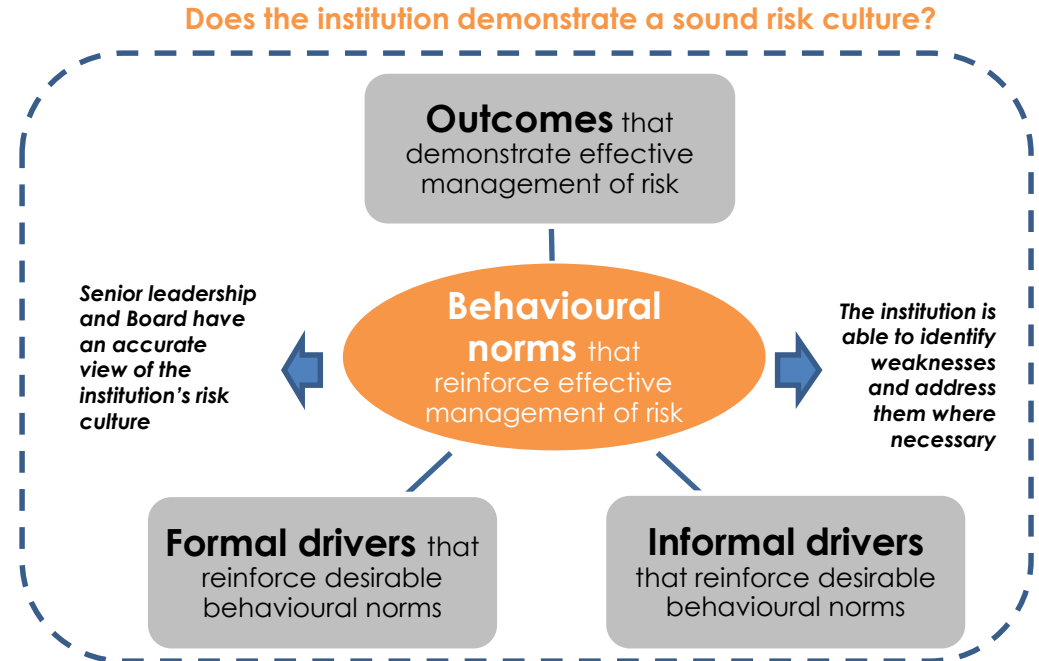 Does the institution demonstrate a sound risk culture?
Outcomes that
demonstrate effective
management of risk
Senior leadership
and Board have
an accurate
view of the
institution’s risk
culture
Behavioural
norms that
reinforce effective
management of risk
The institution is
able to identify
weaknesses
and address
them where
necessary
Formal drivers that
reinforce desirable
behavioural norms
Informal drivers
that reinforce desirable
behavioural norms